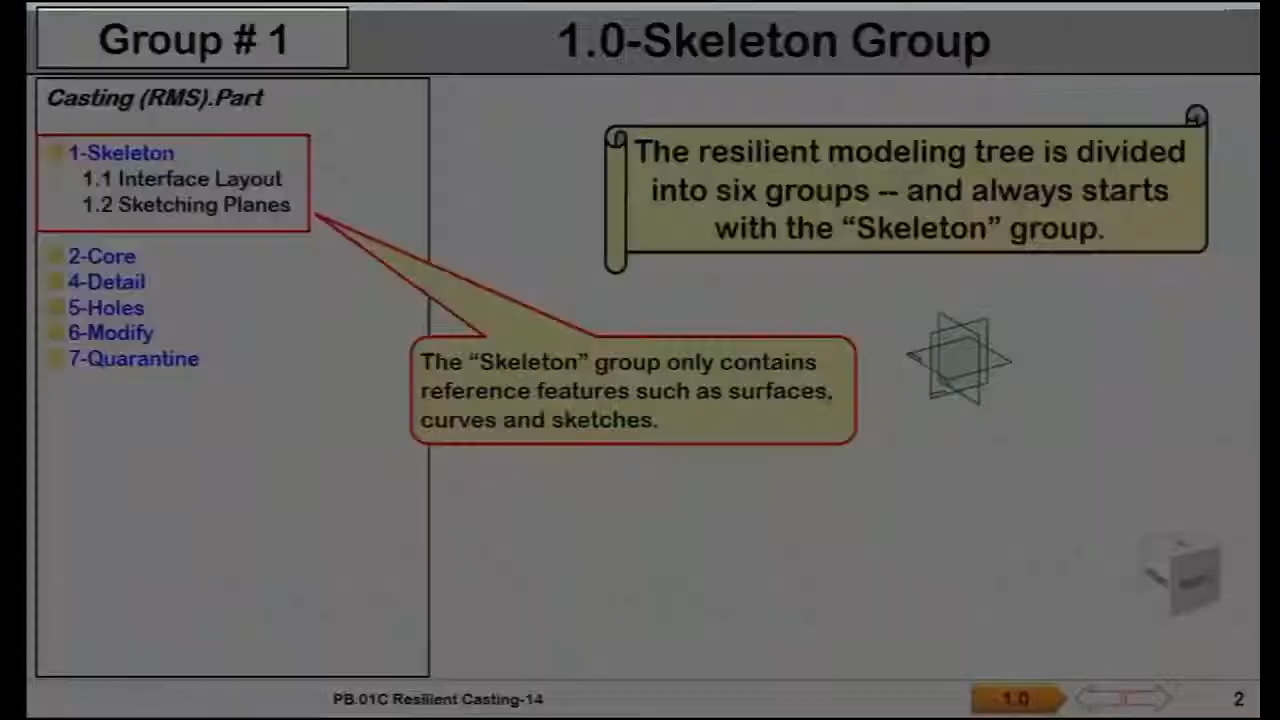 Group # 1
1.0-Skeleton Group
Casting (RMS).Part
1-Skeleton
1.1 Interface Layout
1.2 Sketching Planes
2-Core
4-Detail
5-Holes
6-Modify
7-Quarantine
The resilient modeling tree is divided
into six groups -- and always starts
with the “Skeleton” group.
The “Skeleton” group only contains
reference features such as surfaces,
curves and sketches.
PB.01C Resilient Casting-14
1.0
2